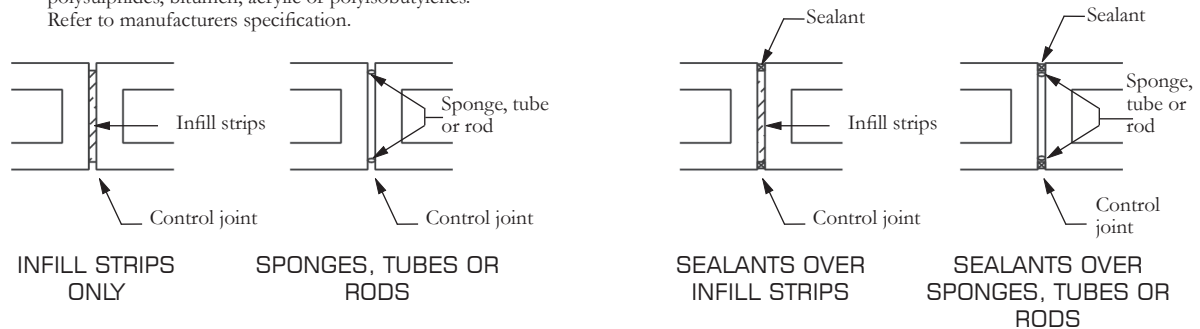 polysulphides, bitumen, acrylic or polyisobutylenes.
Refer to manufacturers specification.
Infill strips
Control joint
INFILL STRIPS
ONLY
Sponge, tube
or rod
Control joint
SPONGES, TUBES OR
RODS
Sealant
Infill strips
Control joint
SEALANTS OVER
INFILL STRIPS
Sealant
Sponge,
tube or
rod
Control
joint
SEALANTS OVER
SPONGES, TUBES OR
RODS